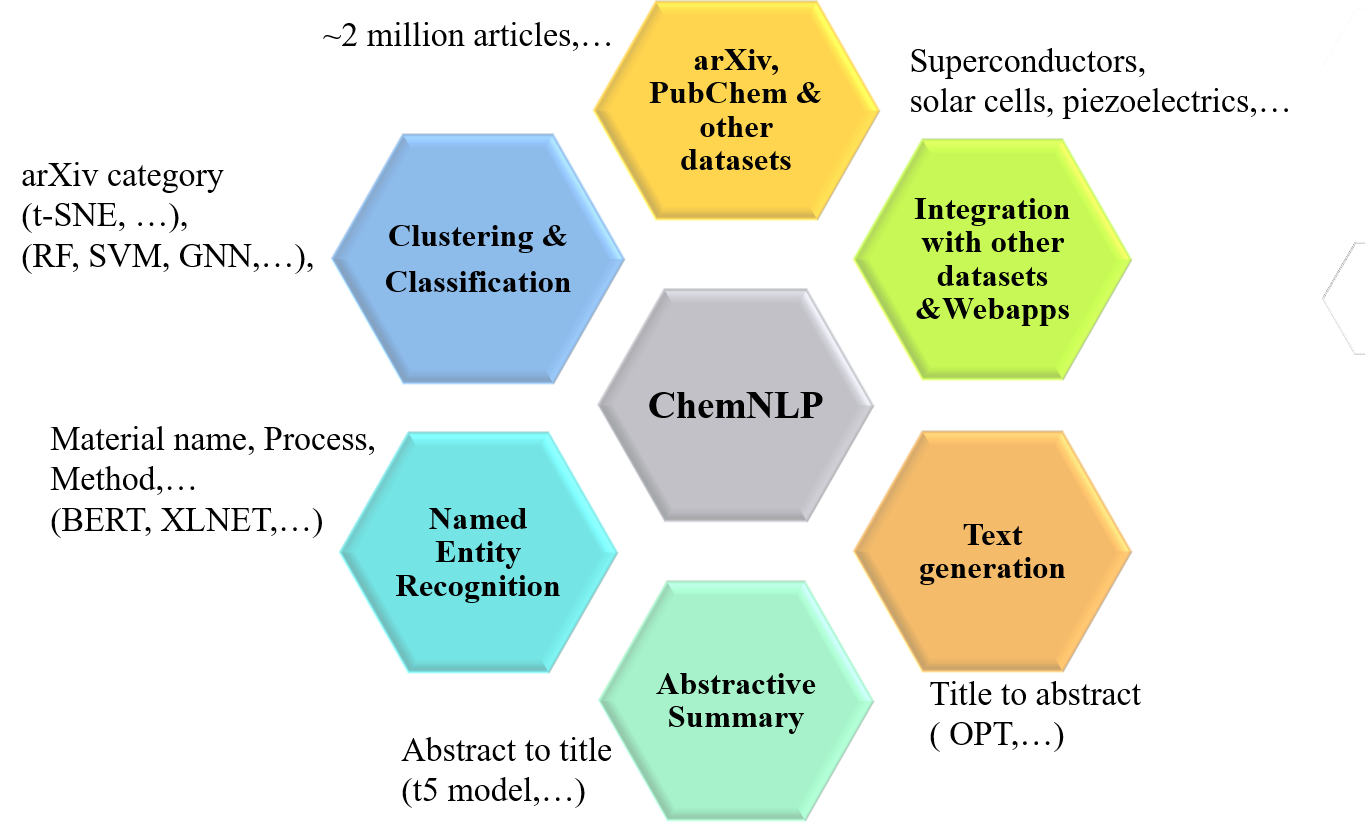 ~2 million articles,…
arXiv,
PubChem &
other
datasets
Superconductors,
solar cells, piezoelectrics,…
arXiv category
(t-SNE, …),
(RF, SVM, GNN,…),
Clustering &
Classification
Integration
with other
datasets
&Webapps
ChemNLP
Material name, Process,
Method,…
(BERT, XLNET,…)
Named
Entity
Recognition
Text
generation
Abstractive
Summary
Title to abstract
( OPT,…)
Abstract to title
(t5 model,…)